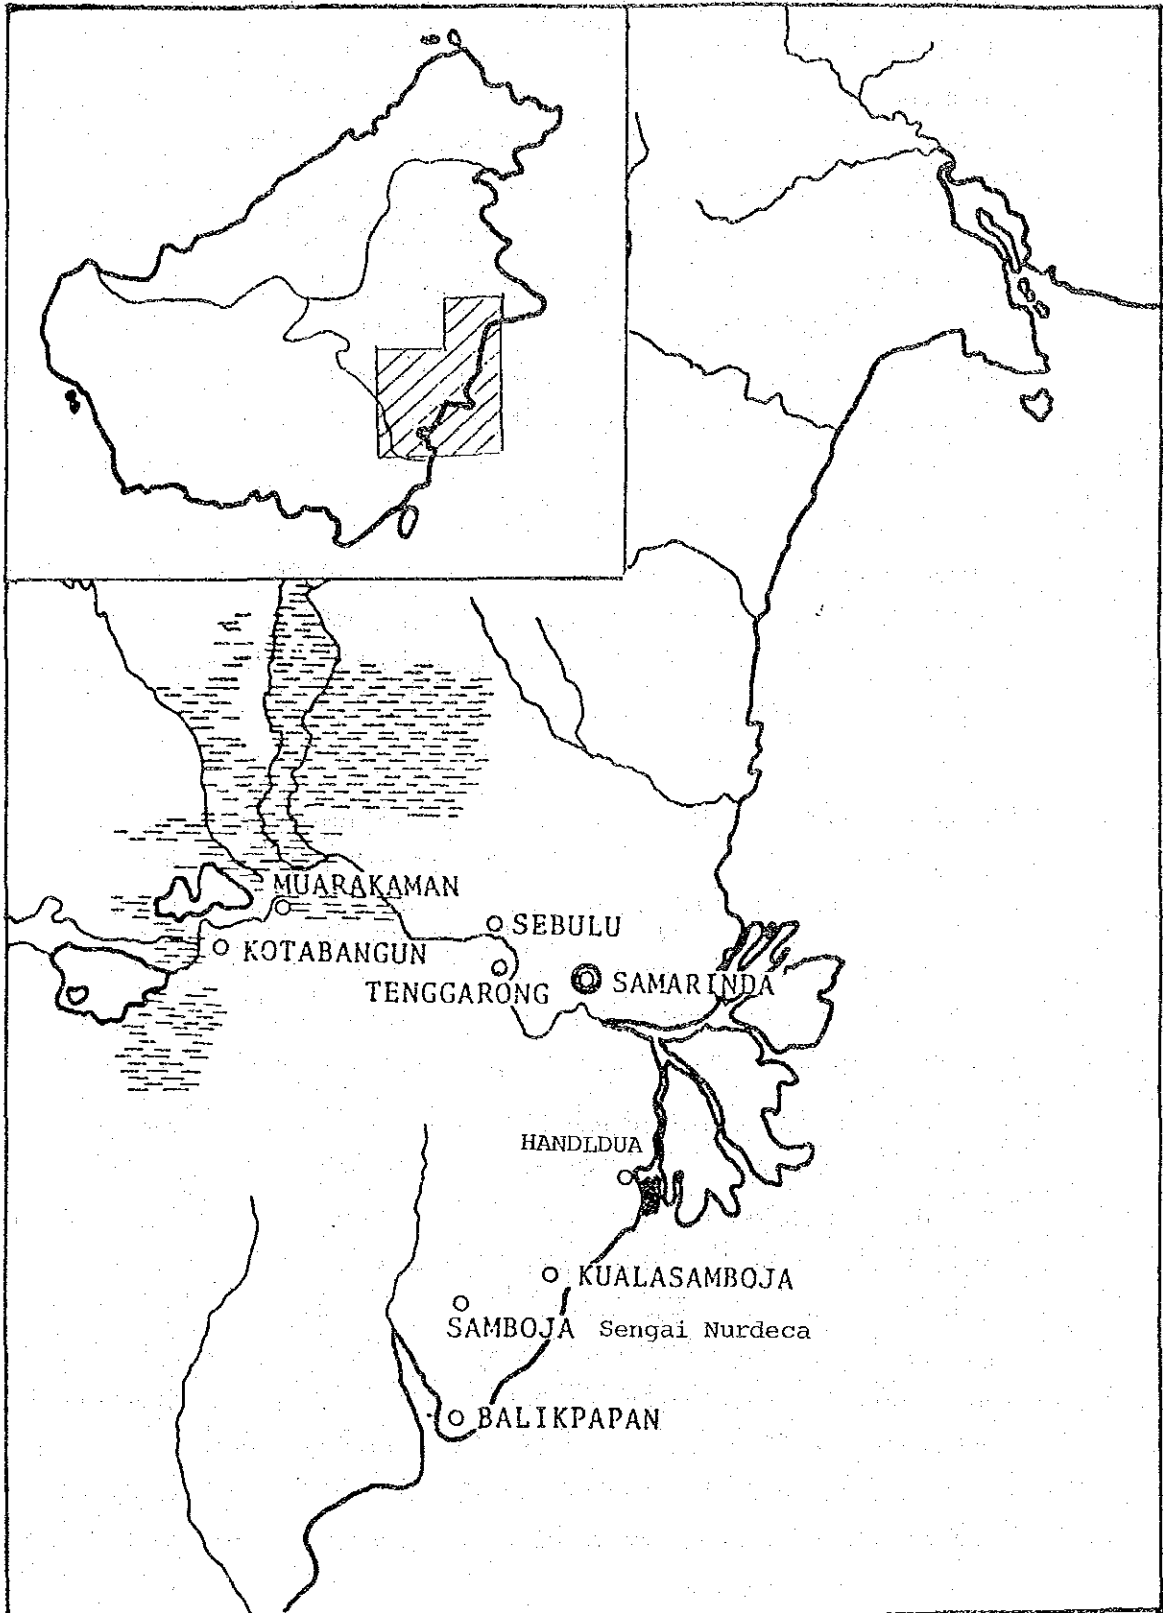 MUARAKAMAN
SEBULU
KOTABANGUN
TENGGARONG
SAMARINDA
HANDLDUA
KUALASAMBOJA
SAMBOJA Sengai Nurdeca
BALIKPAPAN